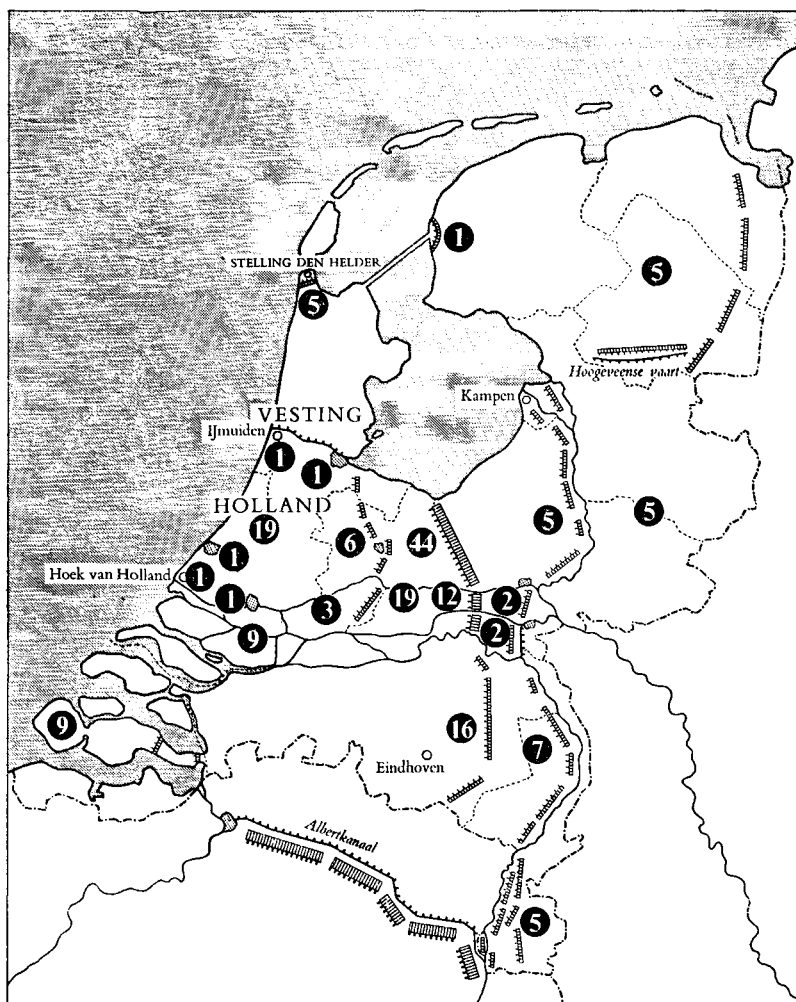 1
STELLING DEN HELDER
5
5
Hoogeveense vaart
Kampen
VESTING
IJmuiden
1
1
HOLLAND
19
6
44
5
5
1
Hoek van Holland
1
1
3
19
12
2
9
2
9
16
7
Eindhoven
Albertkanaal
5